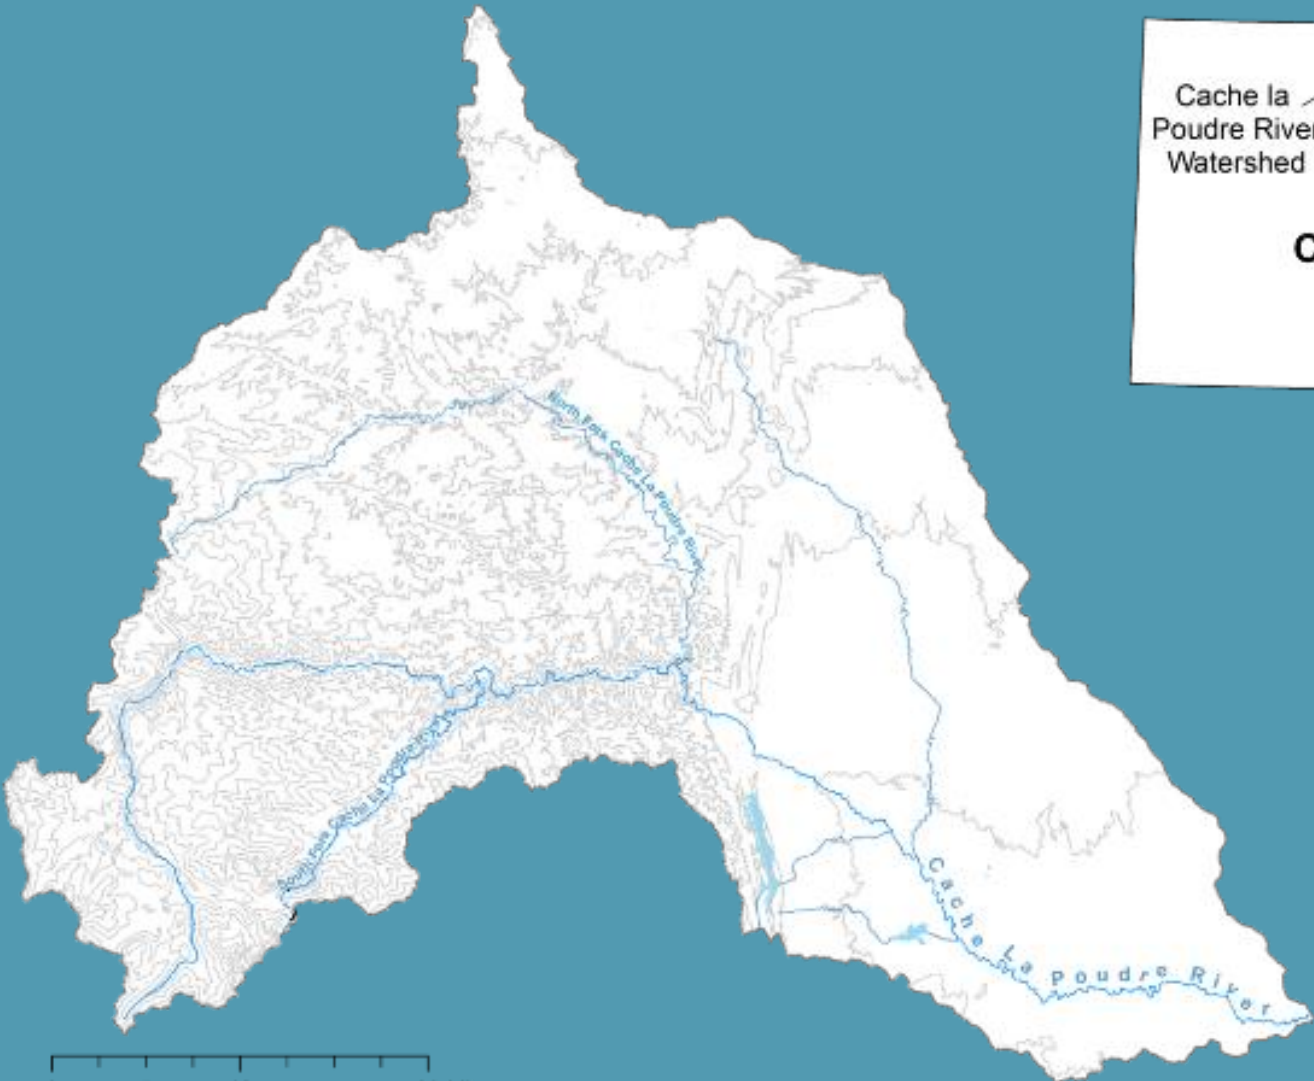 Cache la
Poudre River
Watershed
North Fork Cache La Poudre River
South Fork Cache La Poudre River
Cache La Poudre River